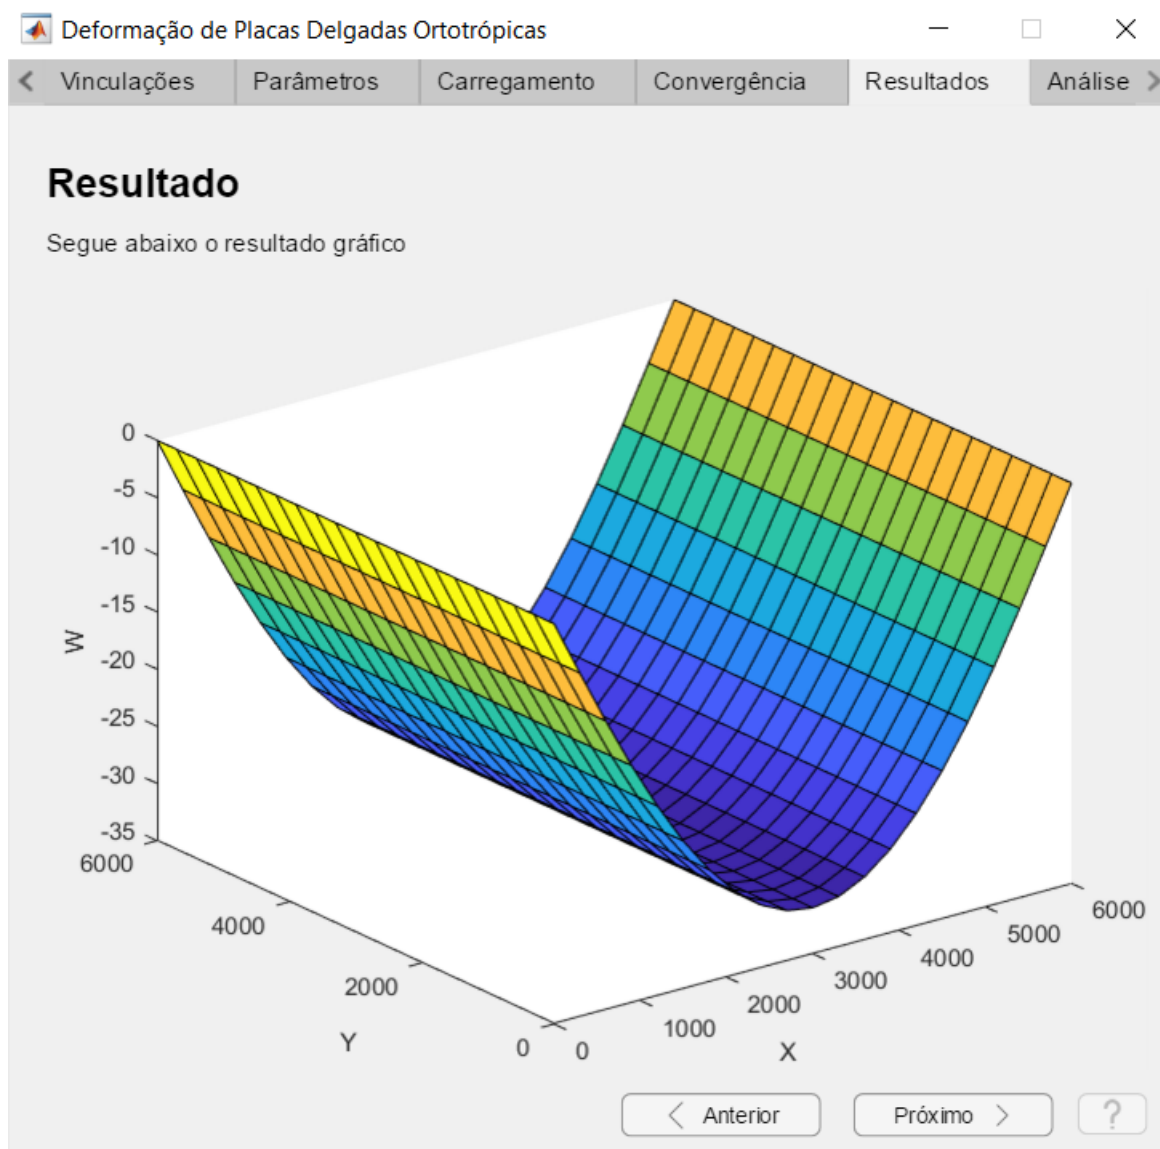 Deformação de Placas Delgadas Ortotrópicas
Vinculações Parâmetros Carregamento Convergência Resultados Análise
Resultado
Segue abaixo o resultado gráfico
0
-5
-10
-15
-20
-25
-30
-35
W
6000
4000
2000
0
Y
0
1000
2000
3000
4000
5000
6000
X
Anterior Próximo ?